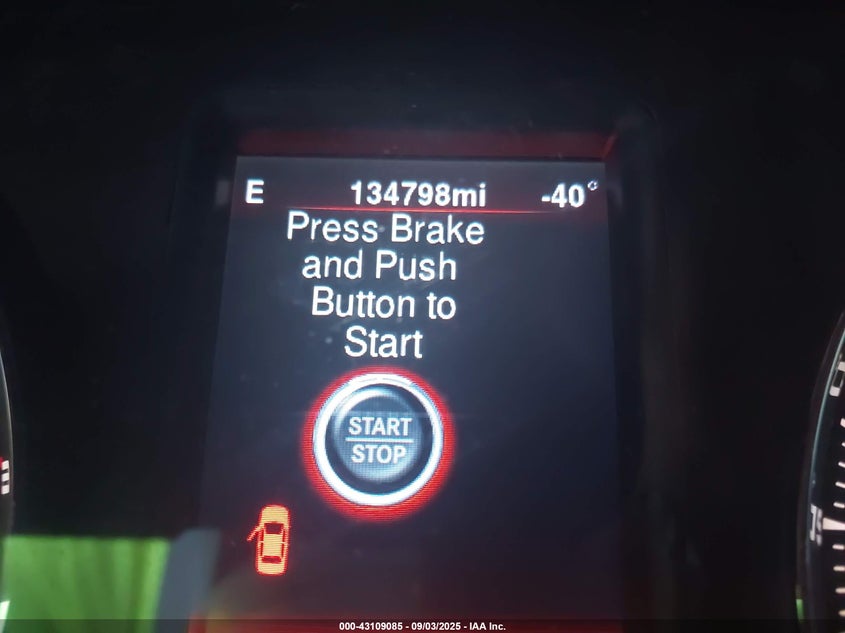 E 134798mi -40°
Press Brake
and Push
Button to
Start
START
STOP
000-43109085 - 09/03/2025 - IAA Inc.